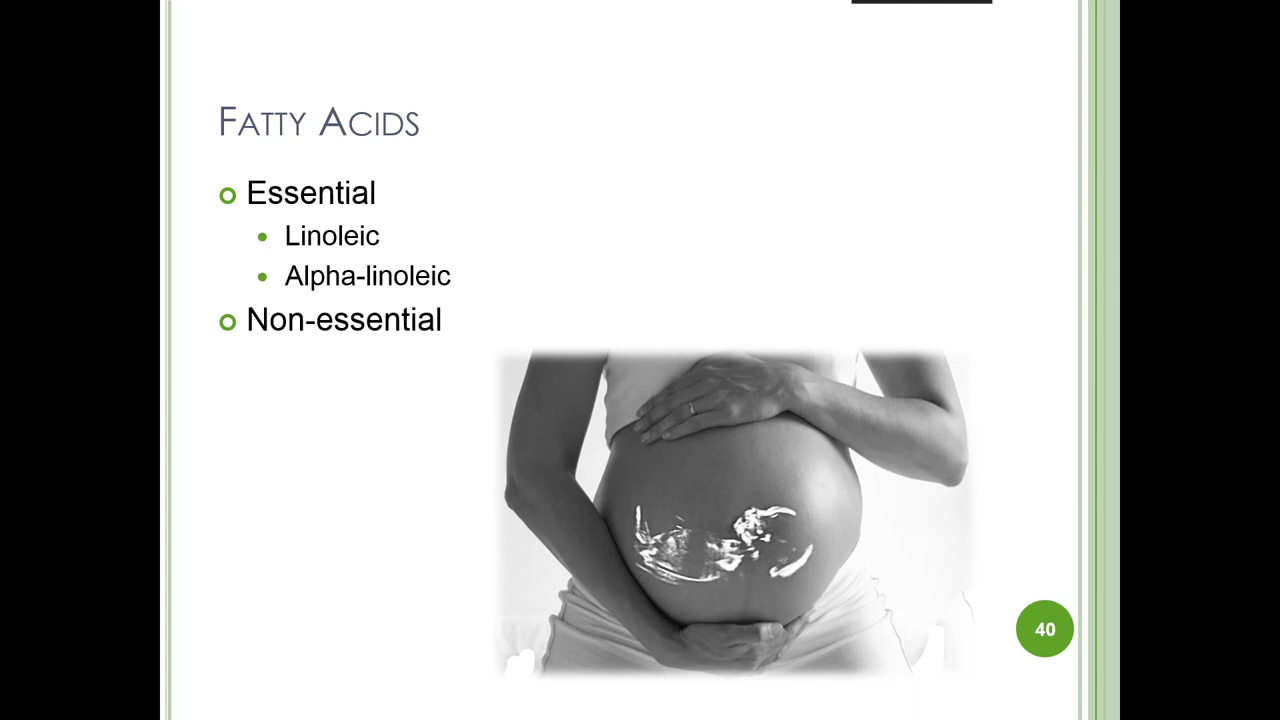 Fatty Acids
Essential
Linoleic
Alpha-linoleic
Non-essential
40